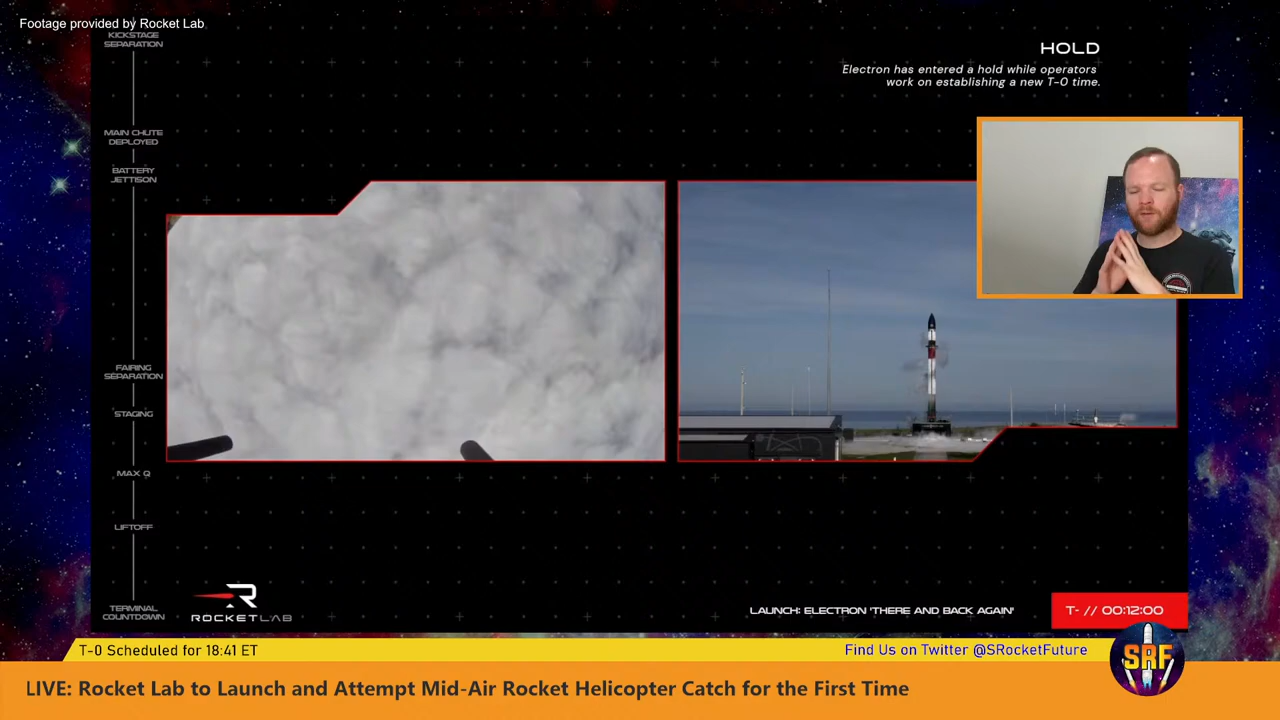 Footage provided by Rocket Lab
KICKSTAGE
SEPARATION
HOLD
Electron has entered a hold while operators
work on establishing a new T-0 time.
MAIN CHUTE
DEPLOYED
BATTERY
JETTISON
FAIRING
SEPARATION
STAGING
MAX Q
LIFTOFF
TERMINAL
COUNTDOWN
ROCKETLAB
LAUNCH: ELECTRON 'THERE AND BACK AGAIN'
T- // 00:12:00
T-0 Scheduled for 18:41 ET
Find Us on Twitter @SRocketFuture
SRF
LIVE: Rocket Lab to Launch and Attempt Mid-Air Rocket Helicopter Catch for the First Time